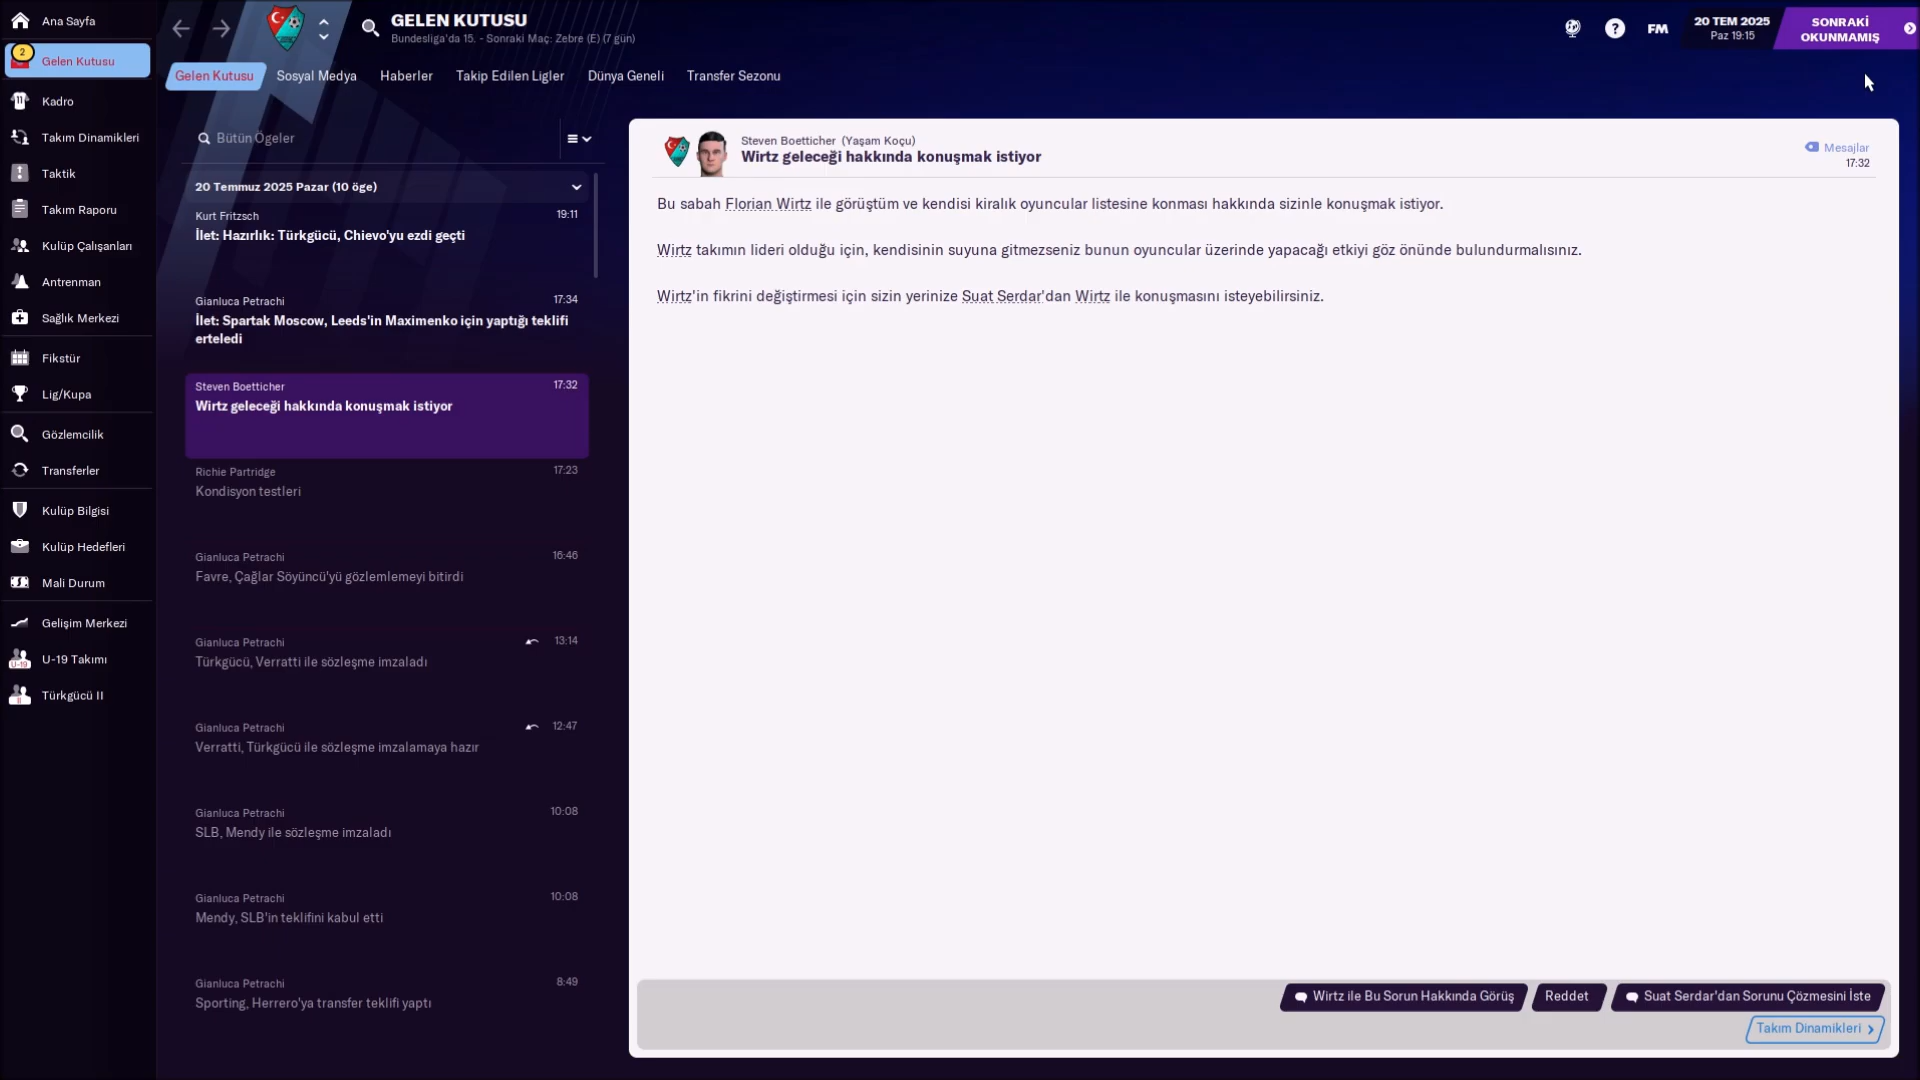 Ana Sayfa
2
Gelen Kutusu
Kadro
Takım Dinamikleri
Taktik
Takım Raporu
Kulüp Çalışanları
Antrenman
Sağlık Merkezi
Fikstür
Lig/Kupa
Gözlemcilik
Transferler
Kulüp Bilgisi
Kulüp Hedefleri
Mali Durum
Gelişim Merkezi
U-19 Takımı
Türkgücü II
GELEN KUTUSU
Bundesliga'da 15. - Sonraki Maç: Zebre (E) (7 gün)
FM
20 TEM 2025
Paz 19:15
SONRAKİ
OKUNMAMIŞ
Gelen Kutusu Sosyal Medya Haberler Takip Edilen Ligler Dünya Geneli Transfer Sezonu
Bütün Ögeler
20 Temmuz 2025 Pazar (10 öge)
Kurt Fritzsch 19:11
İlet: Hazırlık: Türkgücü, Chievo'yu ezdi geçti
Gianluca Petrachi 17:34
İlet: Spartak Moscow, Leeds'in Maximenko için yaptığı teklifi
erteledi
Steven Boetticher 17:32
Wirtz geleceği hakkında konuşmak istiyor
Richie Partridge 17:23
Kondisyon testleri
Gianluca Petrachi 16:46
Favre, Çağlar Söyüncü'yü gözlemlemeyi bitirdi
Gianluca Petrachi 13:14
Türkgücü, Verratti ile sözleşme imzaladı
Gianluca Petrachi 12:47
Verratti, Türkgücü ile sözleşme imzalamaya hazır
Gianluca Petrachi 10:08
SLB, Mendy ile sözleşme imzaladı
Gianluca Petrachi 10:08
Mendy, SLB'in teklifini kabul etti
Gianluca Petrachi 8:49
Sporting, Herrero'ya transfer teklifi yaptı
Steven Boetticher (Yaşam Koçu)
Wirtz geleceği hakkında konuşmak istiyor
Mesajlar
17:32
Bu sabah Florian Wirtz ile görüştüm ve kendisi kiralık oyuncular listesine konması hakkında sizinle konuşmak istiyor.
Wirtz takımın lideri olduğu için, kendisinin suyuna gitmezseniz bunun oyuncular üzerinde yapacağı etkiyi göz önünde bulundurmalısınız.
Wirtz'in fikrini değiştirmesi için sizin yerinize Suat Serdar'dan Wirtz ile konuşmasını isteyebilirsiniz.
Wirtz ile Bu Sorun Hakkında Görüş Reddet Suat Serdar'dan Sorunu Çözmesini İste
Takım Dinamikleri